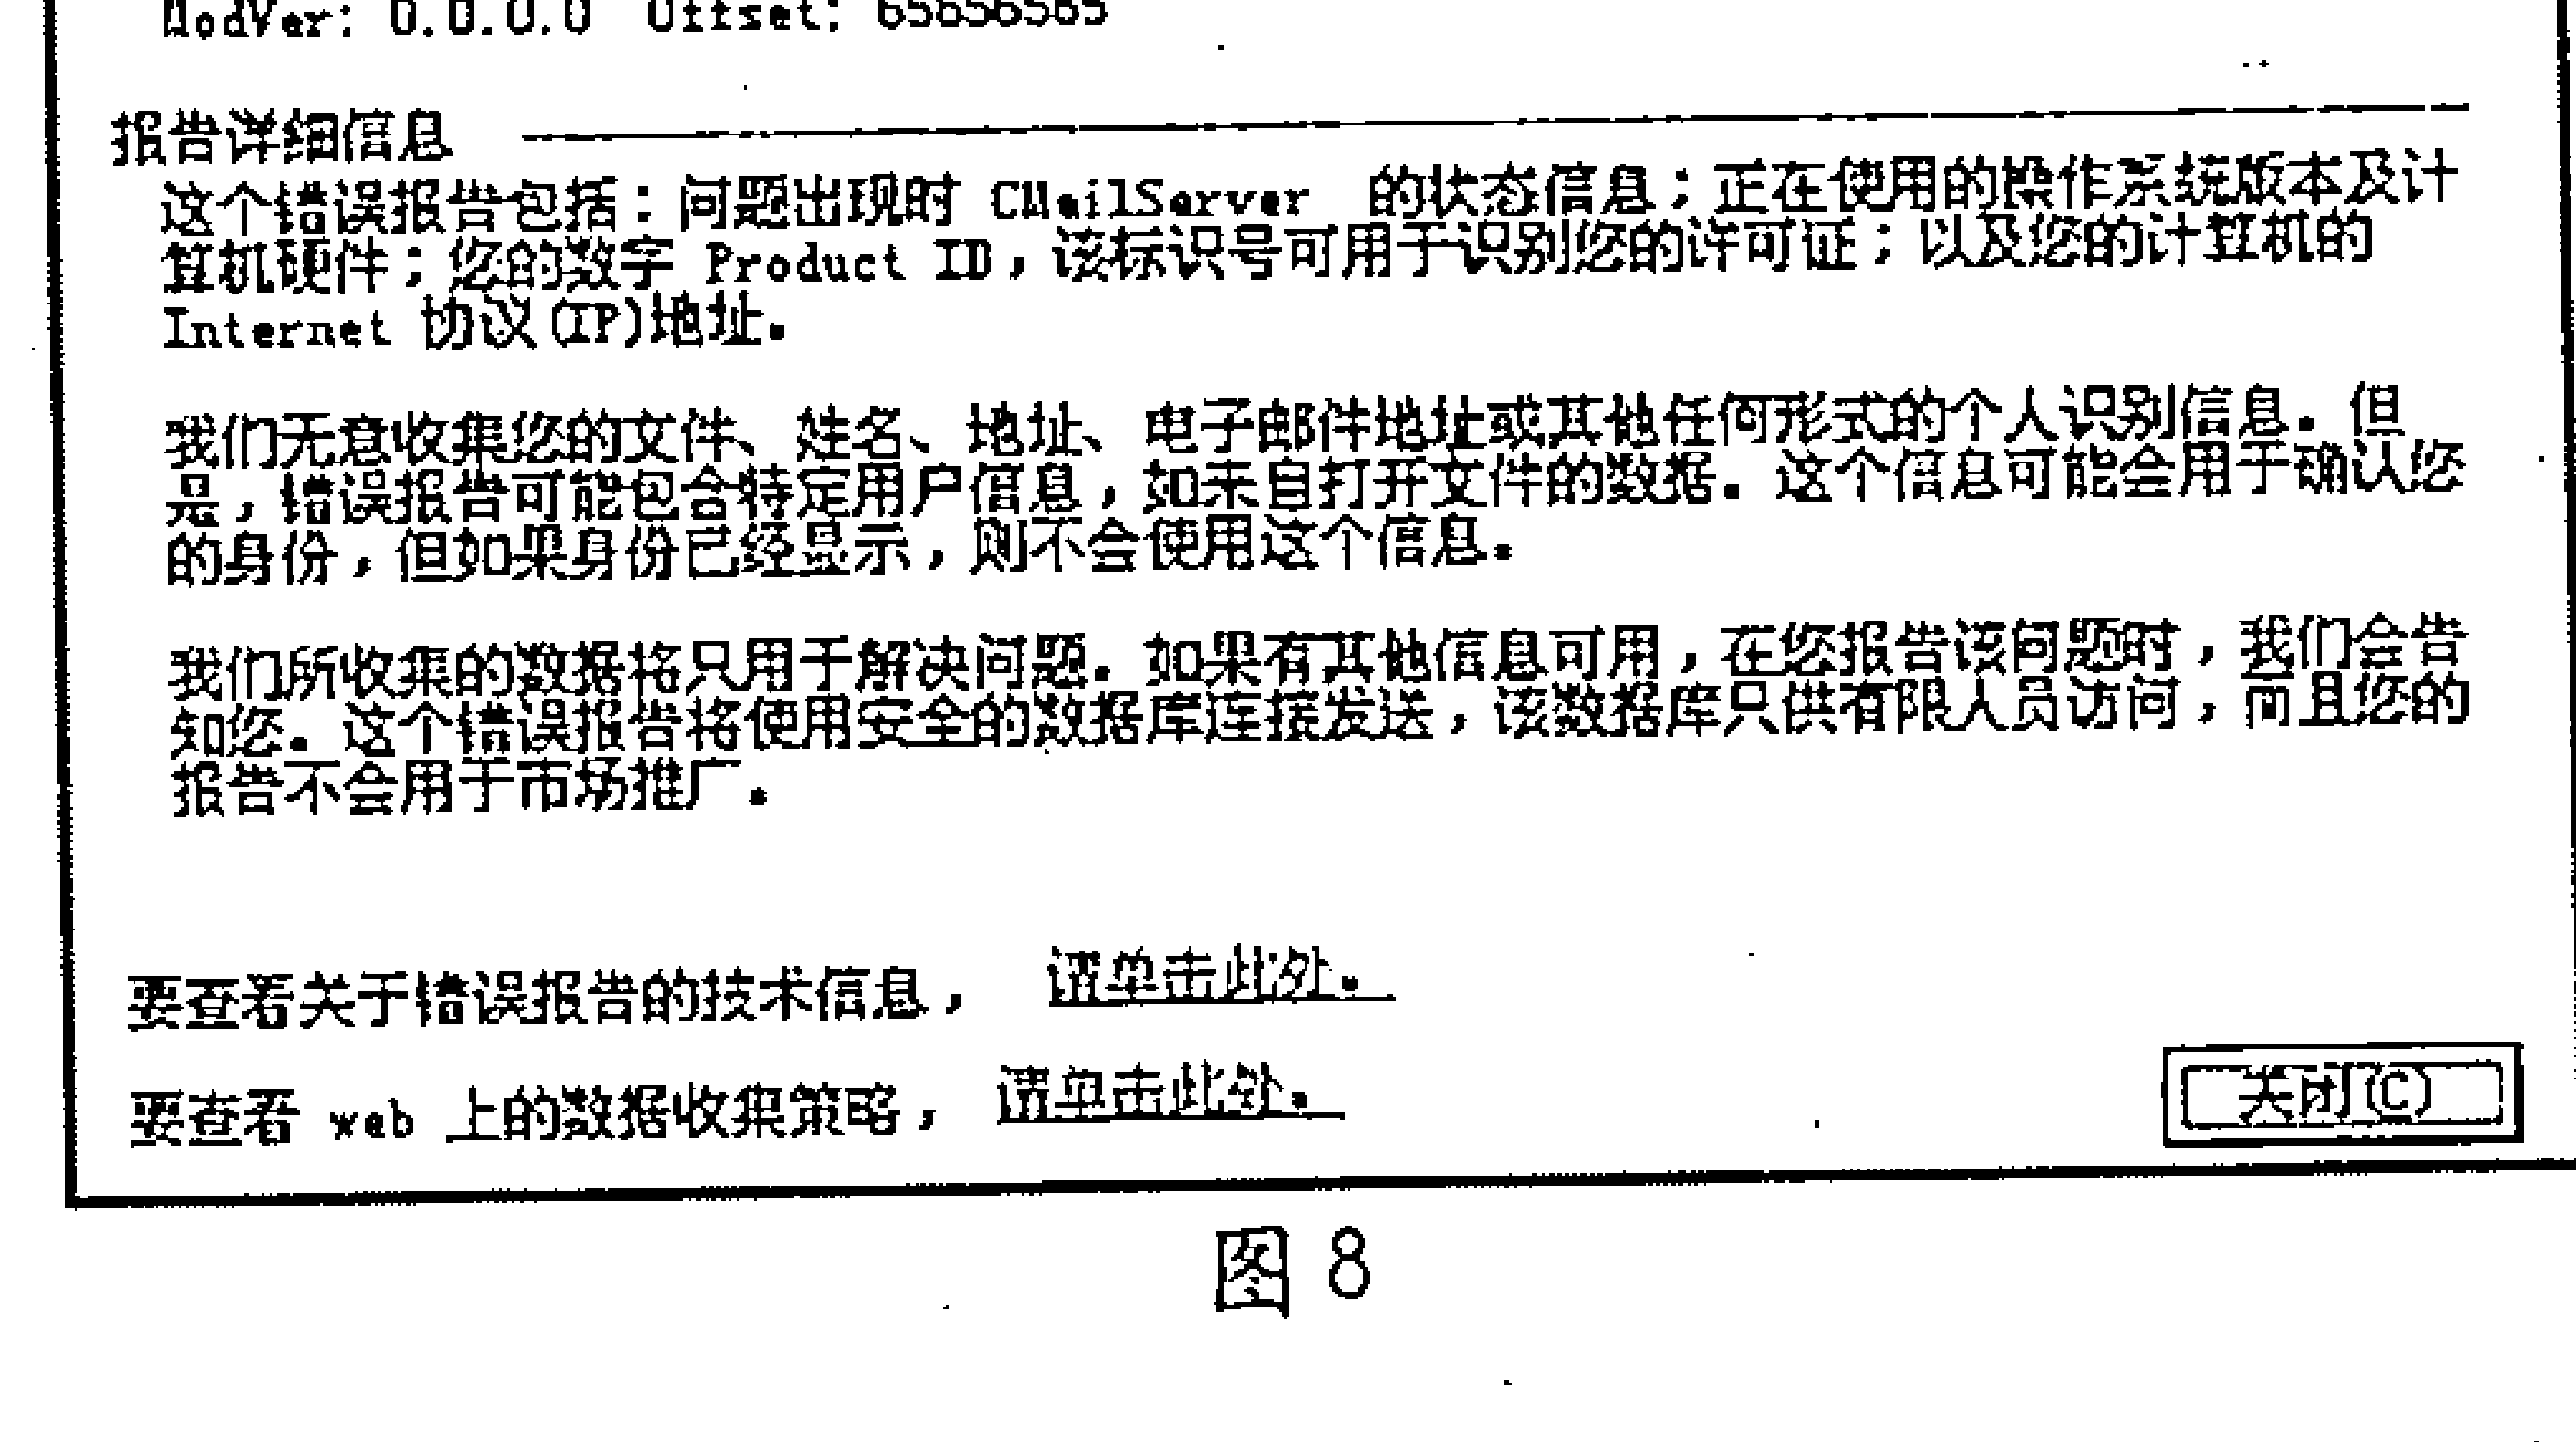 ModVer: 0.0.0.0  Offset: 65656565
报告详细信息
这个错误报告包括：问题出现时 CMailServer 的状态信息；正在使用的操作系统版本及计
算机硬件；您的数字 Product ID，该标识号可用于识别您的许可证；以及您的计算机的
Internet 协议(IP)地址。
我们无意收集您的文件、姓名、地址、电子邮件地址或其他任何形式的个人识别信息。但
是，错误报告可能包含特定用户信息，如来自打开文件的数据。这个信息可能会用于确认您
的身份，但如果身份已经显示，则不会使用这个信息。
我们所收集的数据将只用于解决问题。如果有其他信息可用，在您报告该问题时，我们会告
知您。这个错误报告将使用安全的数据库连接发送，该数据库只供有限人员访问，而且您的
报告不会用于市场推广。
要查看关于错误报告的技术信息， 请单击此处。
要查看 web 上的数据收集策略， 请单击此处。
关闭(C)
图 8